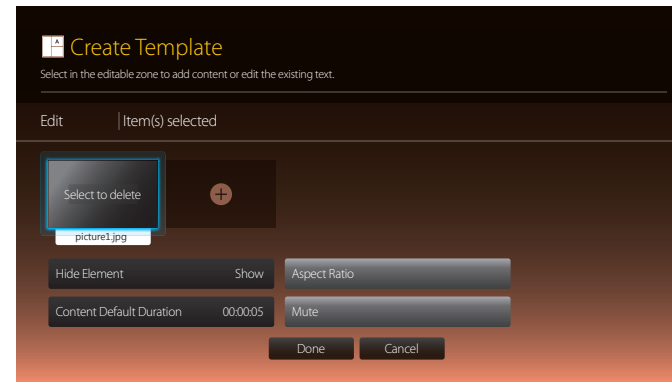 A
Create Template
Select in the editable zone to add content or edit the existing text.
Edit Item(s) selected
Select to delete
picture1.jpg
Hide Element Show Aspect Ratio
Content Default Duration 00:00:05 Mute
Done Cancel